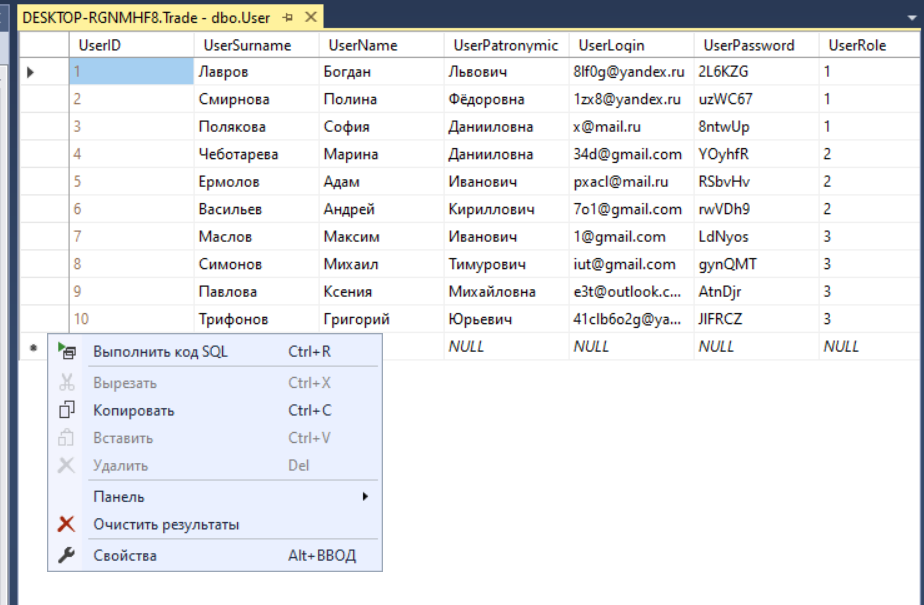 DESKTOP-RGNMHF8.Trade - dbo.User
UserID UserSurname UserName UserPatronymic UserLogin UserPassword UserRole
1 Лавров Богдан Львович 8lf0g@yandex.ru 2L6KZG 1
2 Смирнова Полина Фёдоровна 1zx8@yandex.ru uzWC67 1
3 Полякова София Данииловна x@mail.ru 8ntwUp 1
4 Чеботарева Марина Данииловна 34d@gmail.com YOyhfR 2
5 Ермолов Адам Иванович pxacl@mail.ru RSbvHv 2
6 Васильев Андрей Кириллович 7o1@gmail.com rwVDh9 2
7 Маслов Максим Иванович 1@gmail.com LdNyos 3
8 Симонов Михаил Тимурович iut@gmail.com gynQMT 3
9 Павлова Ксения Михайловна e3t@outlook.c... AtnDjr 3
10 Трифонов Григорий Юрьевич 41clb6o2g@ya... JlFRCZ 3
NULL NULL NULL NULL
Выполнить код SQL Ctrl+R
Вырезать Ctrl+X
Копировать Ctrl+C
Вставить Ctrl+V
Удалить Del
Панель
Очистить результаты
Свойства Alt+ВВОД